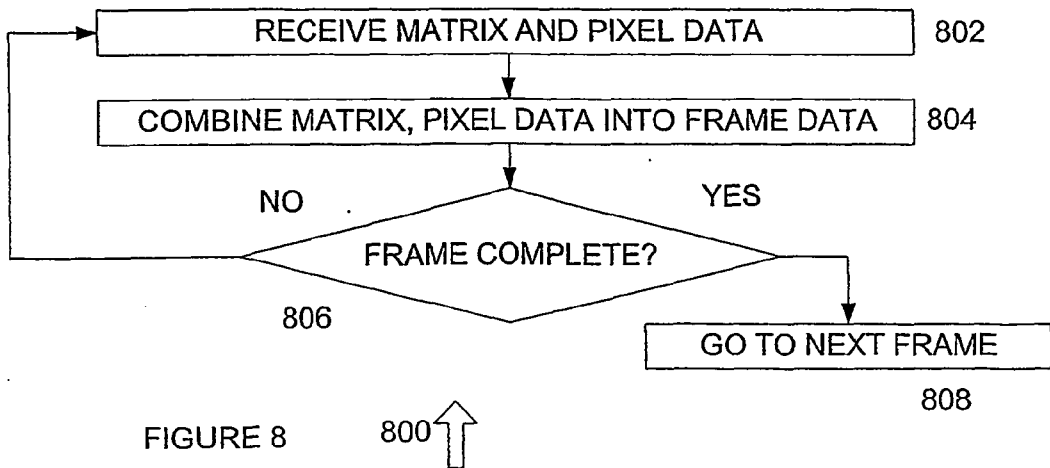 RECEIVE MATRIX AND PIXEL DATA 802
COMBINE MATRIX, PIXEL DATA INTO FRAME DATA 804
NO YES
FRAME COMPLETE?
806
GO TO NEXT FRAME
808
FIGURE 8 800